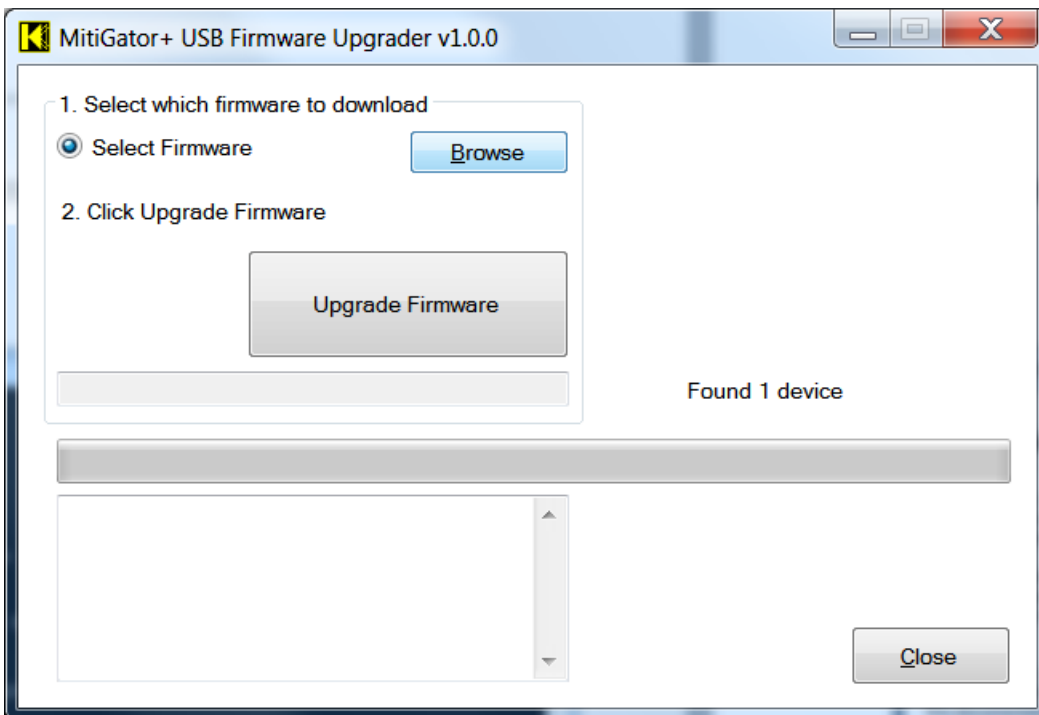 MitiGator+ USB Firmware Upgrader v1.0.0
1. Select which firmware to download
Select Firmware
Browse
2. Click Upgrade Firmware
Upgrade Firmware
Found 1 device
Close